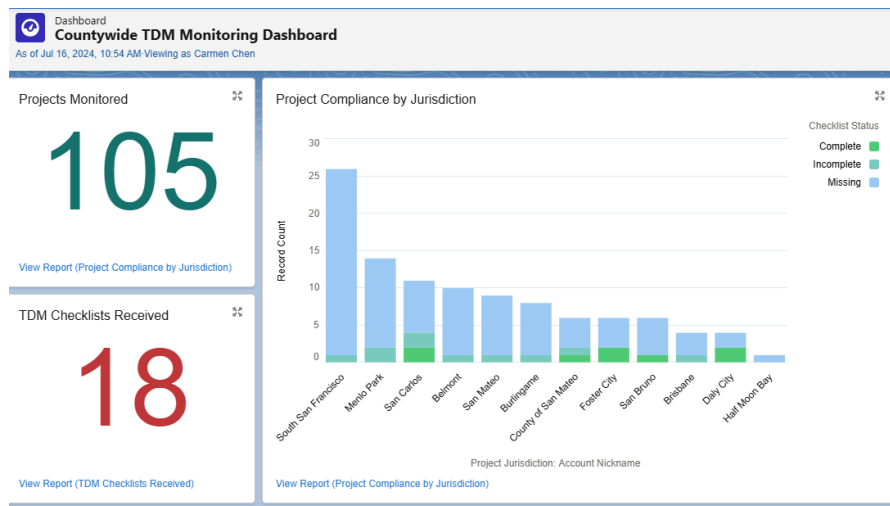 Dashboard
Countywide TDM Monitoring Dashboard
As of Jul 16, 2024, 10:54 AM·Viewing as Carmen Chen
Projects Monitored
105
View Report (Project Compliance by Jurisdiction)
TDM Checklists Received
18
View Report (TDM Checklists Received)
Project Compliance by Jurisdiction
Checklist Status
Complete
Incomplete
Missing
Record Count
30
25
20
15
10
5
0
South San Francisco
Menlo Park
San Carlos
Belmont
San Mateo
Burlingame
County of San Mateo
Foster City
San Bruno
Brisbane
Daly City
Half Moon Bay
Project Jurisdiction: Account Nickname
View Report (Project Compliance by Jurisdiction)